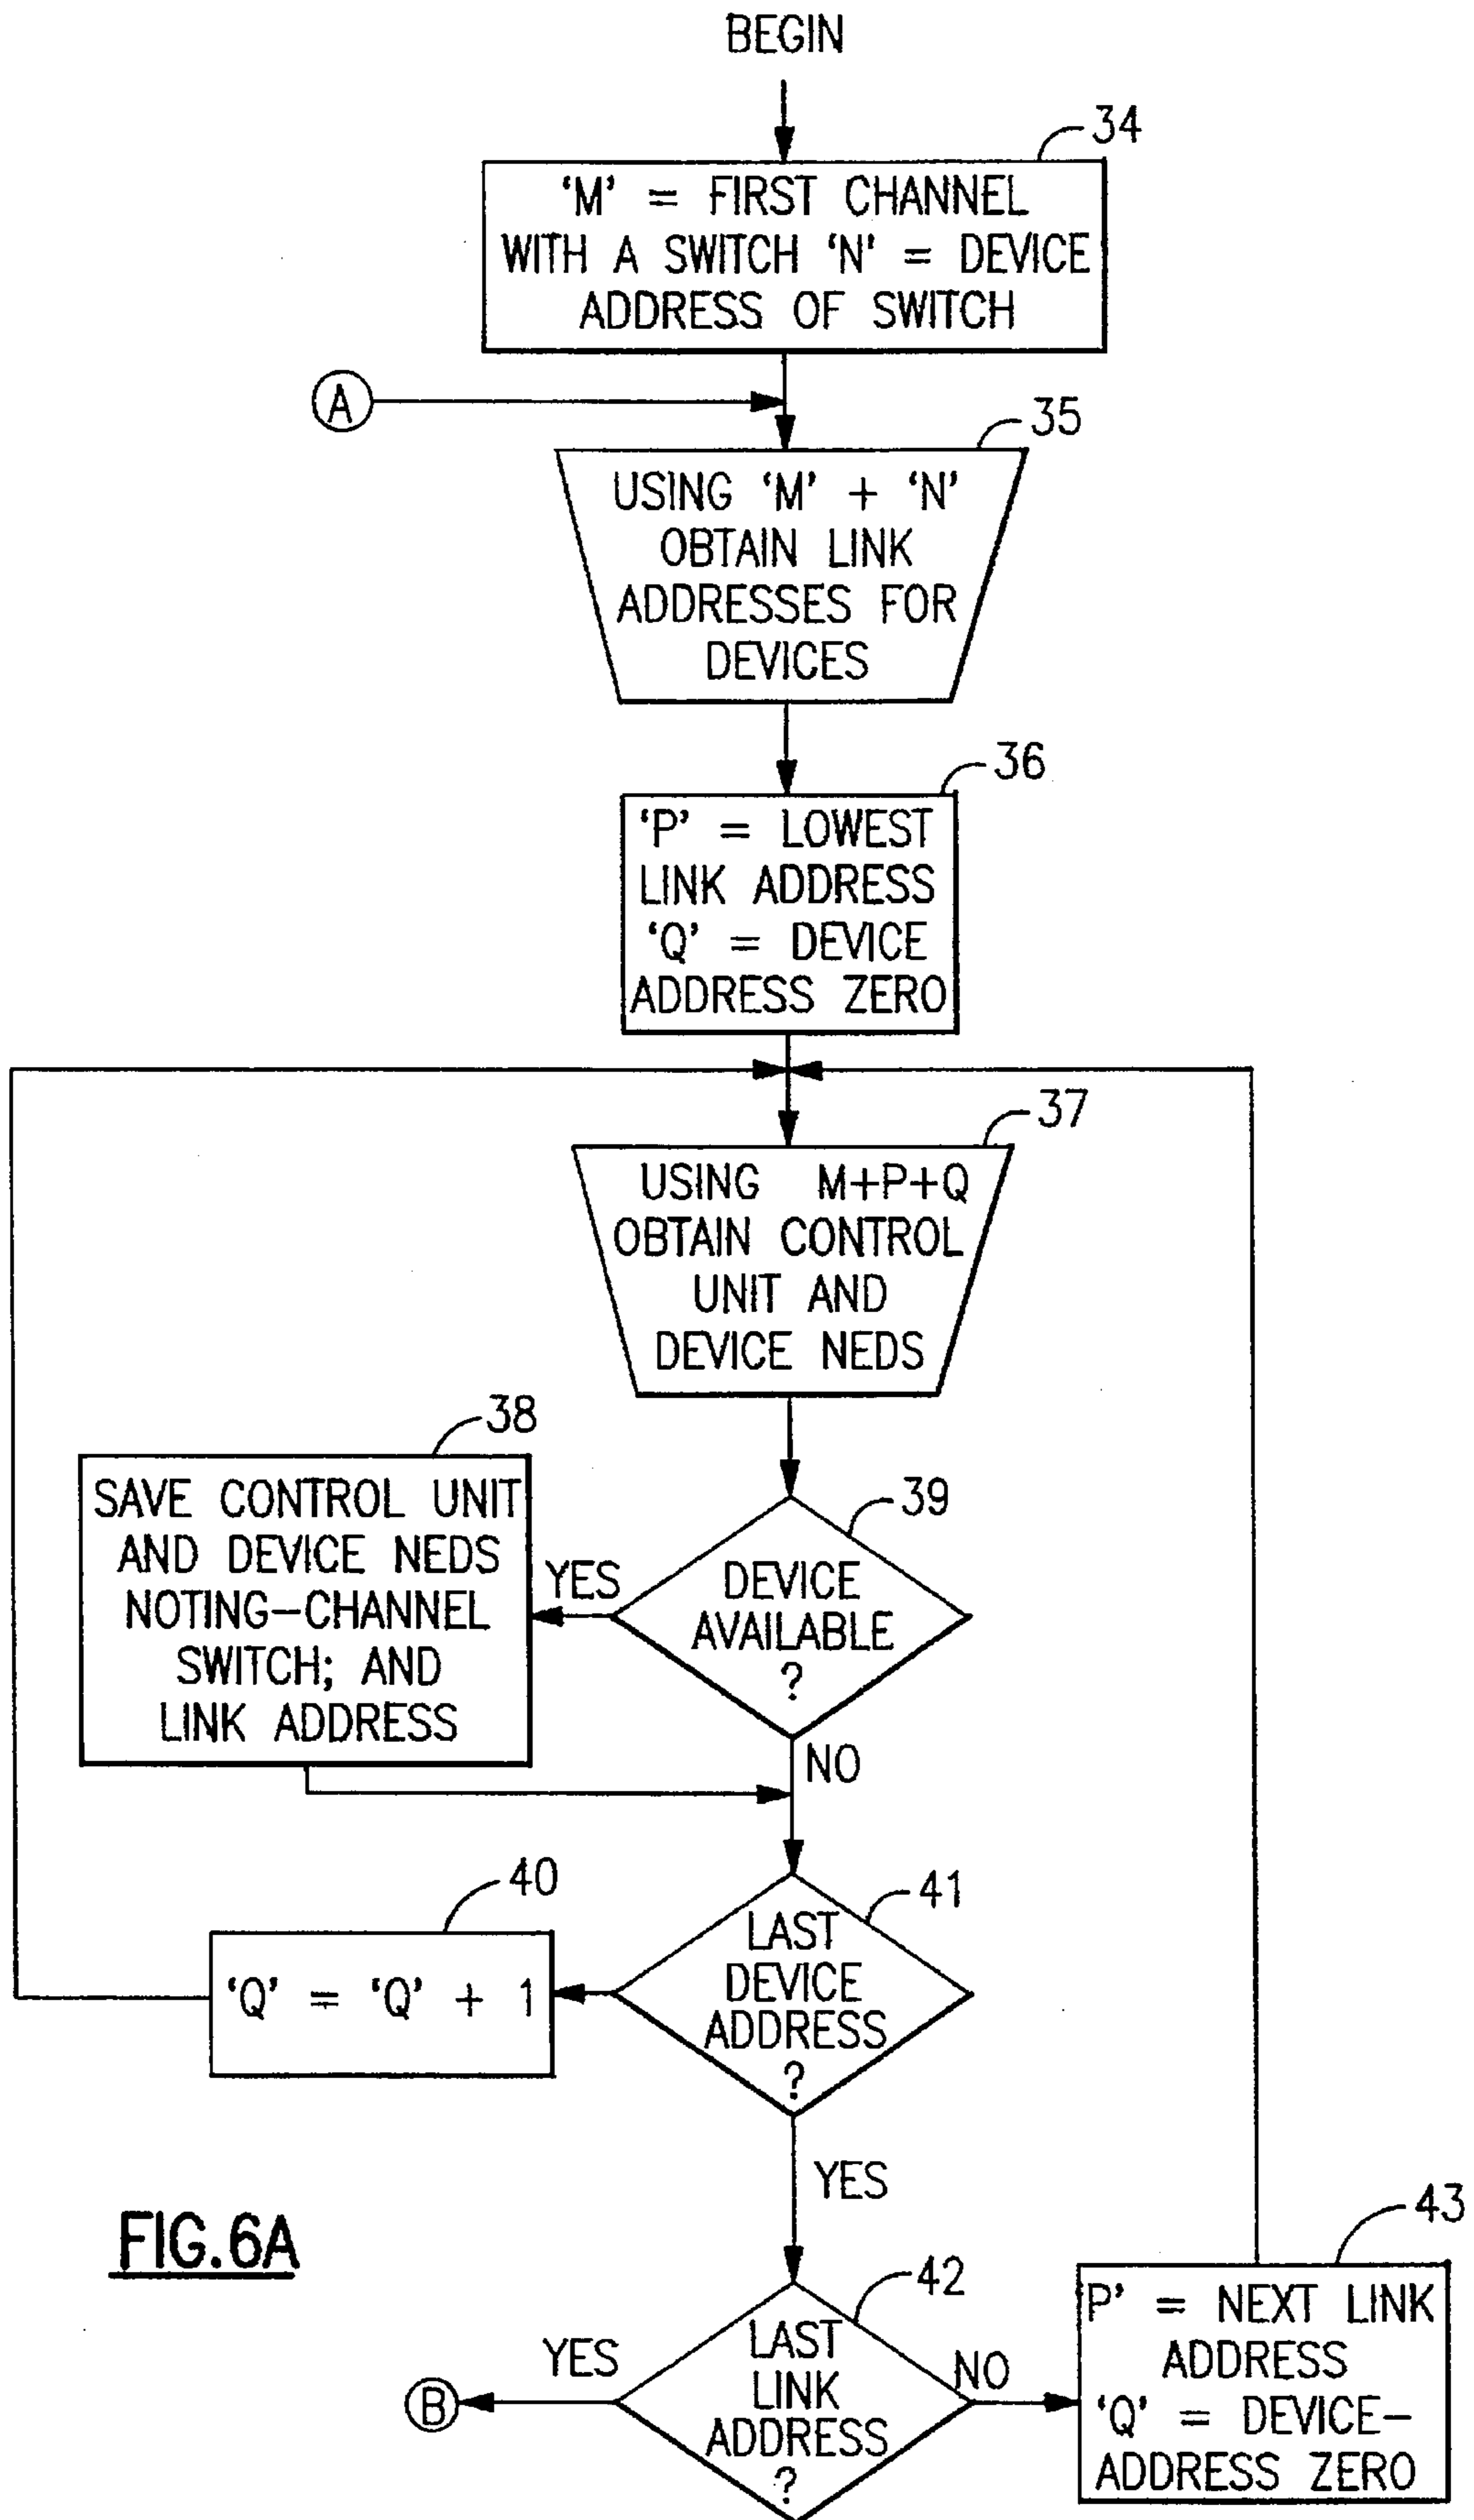 BEGIN
34
‘M’ = FIRST CHANNEL
WITH A SWITCH ‘N’ = DEVICE
ADDRESS OF SWITCH
A
35
USING ‘M’ + ‘N’
OBTAIN LINK
ADDRESSES FOR
DEVICES
36
‘P’ = LOWEST
LINK ADDRESS
‘Q’ = DEVICE
ADDRESS ZERO
37
USING M+P+Q
OBTAIN CONTROL
UNIT AND
DEVICE NEDS
38
SAVE CONTROL UNIT
AND DEVICE NEDS
NOTING-CHANNEL
SWITCH; AND
LINK ADDRESS
39
YES
DEVICE
AVAILABLE
?
NO
40
‘Q’ = ‘Q’ + 1
41
LAST
DEVICE
ADDRESS
?
YES
FIG.6A
42
YES
LAST
LINK
ADDRESS
?
NO
B
43
P’ = NEXT LINK
ADDRESS
‘Q’ = DEVICE-
ADDRESS ZERO